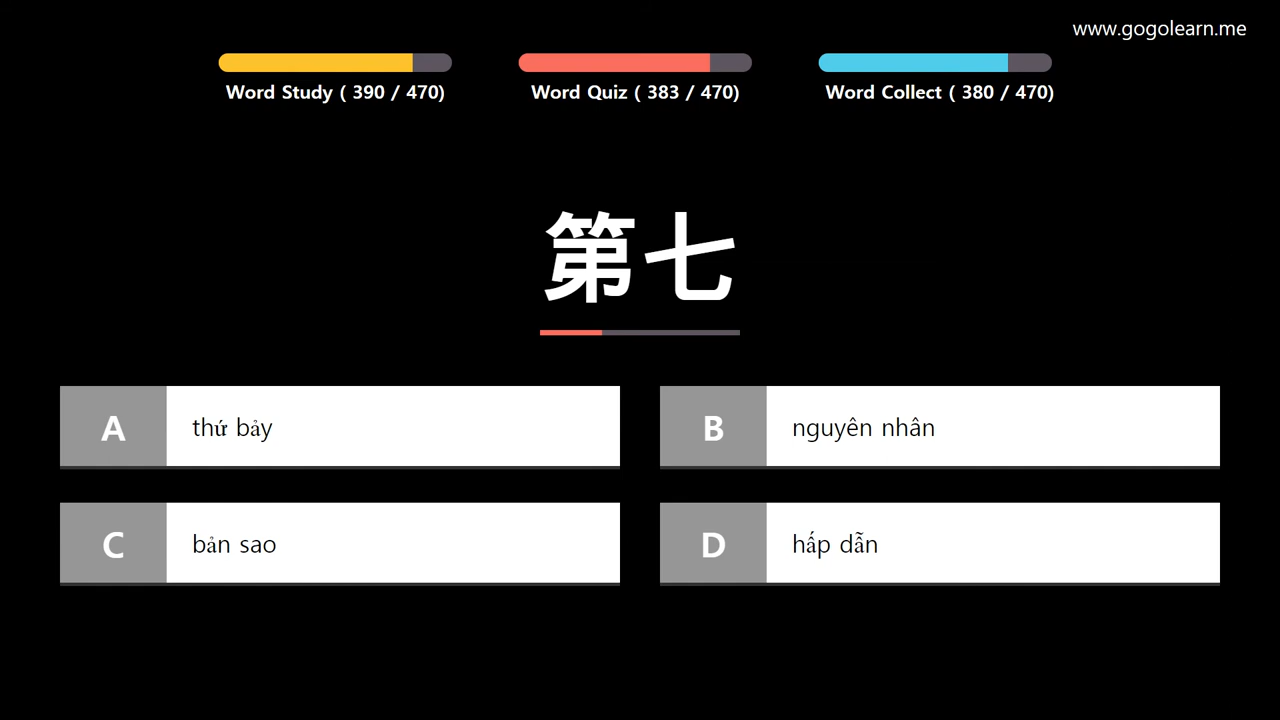 www.gogolearn.me
Word Study ( 390 / 470)
Word Quiz ( 383 / 470)
Word Collect ( 380 / 470)
第七
A
thứ bảy
B
nguyên nhân
C
bản sao
D
hấp dẫn